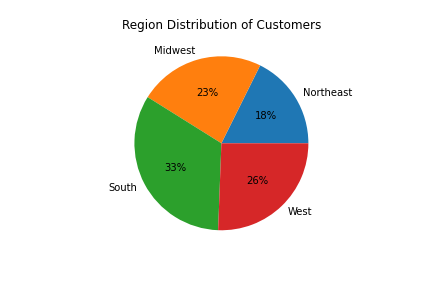 Region Distribution of Customers
Midwest
Northeast
23%
18%
33%
26%
South
West